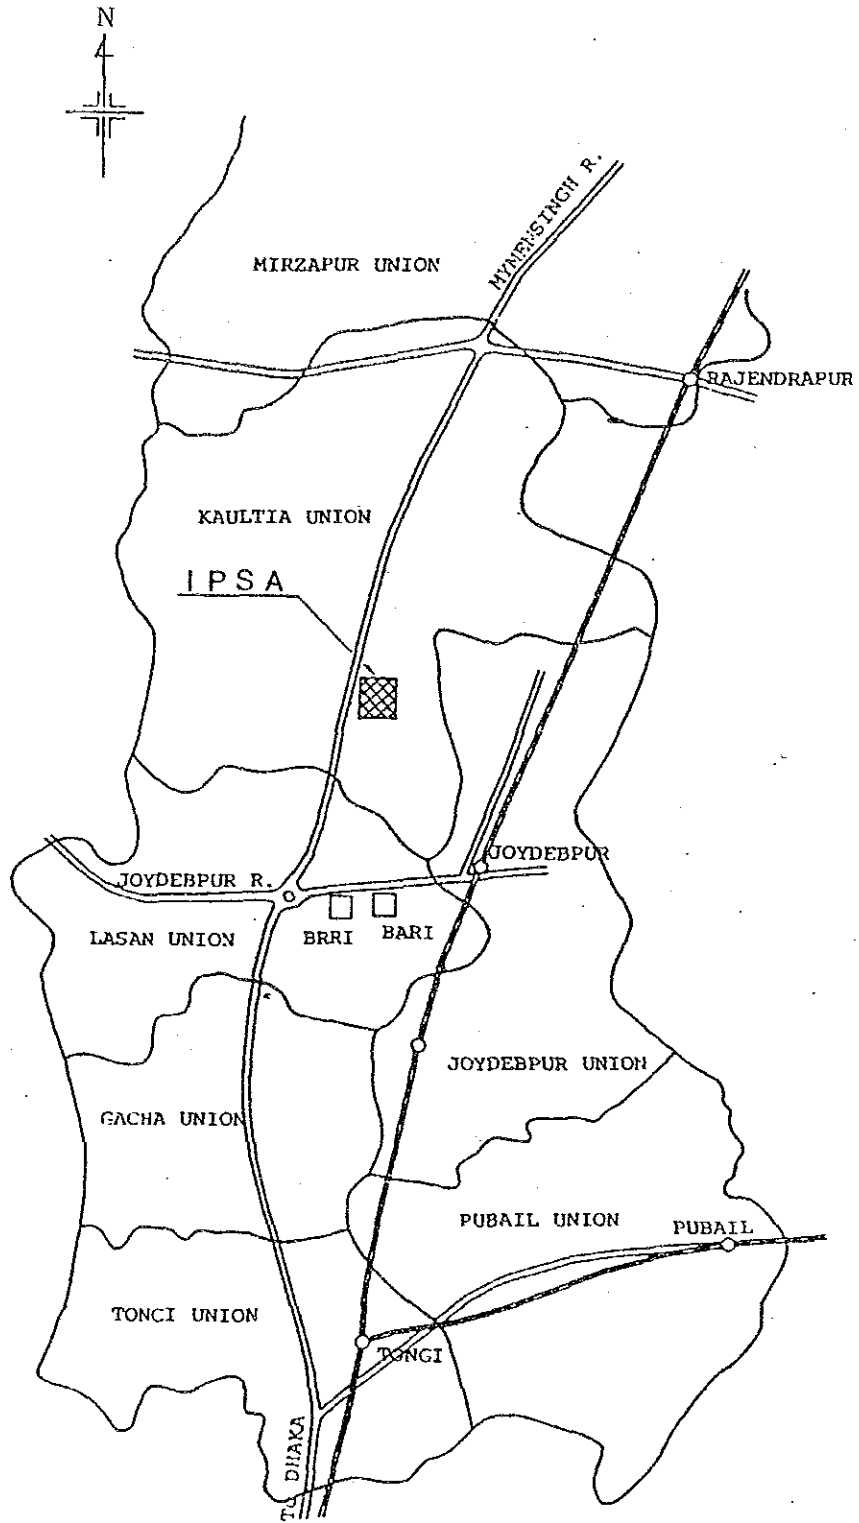 N
MYMENSINGH R.
MIRZAPUR UNION
RAJENDRAPUR
KAULTIA UNION
IPSA
JOYDEBPUR
JOYDEBPUR R.
LASAN UNION
BRRI
BARI
JOYDEBPUR UNION
GACHA UNION
PUBAIL UNION
PUBAIL
TONGI UNION
TONGI
To DHAKA